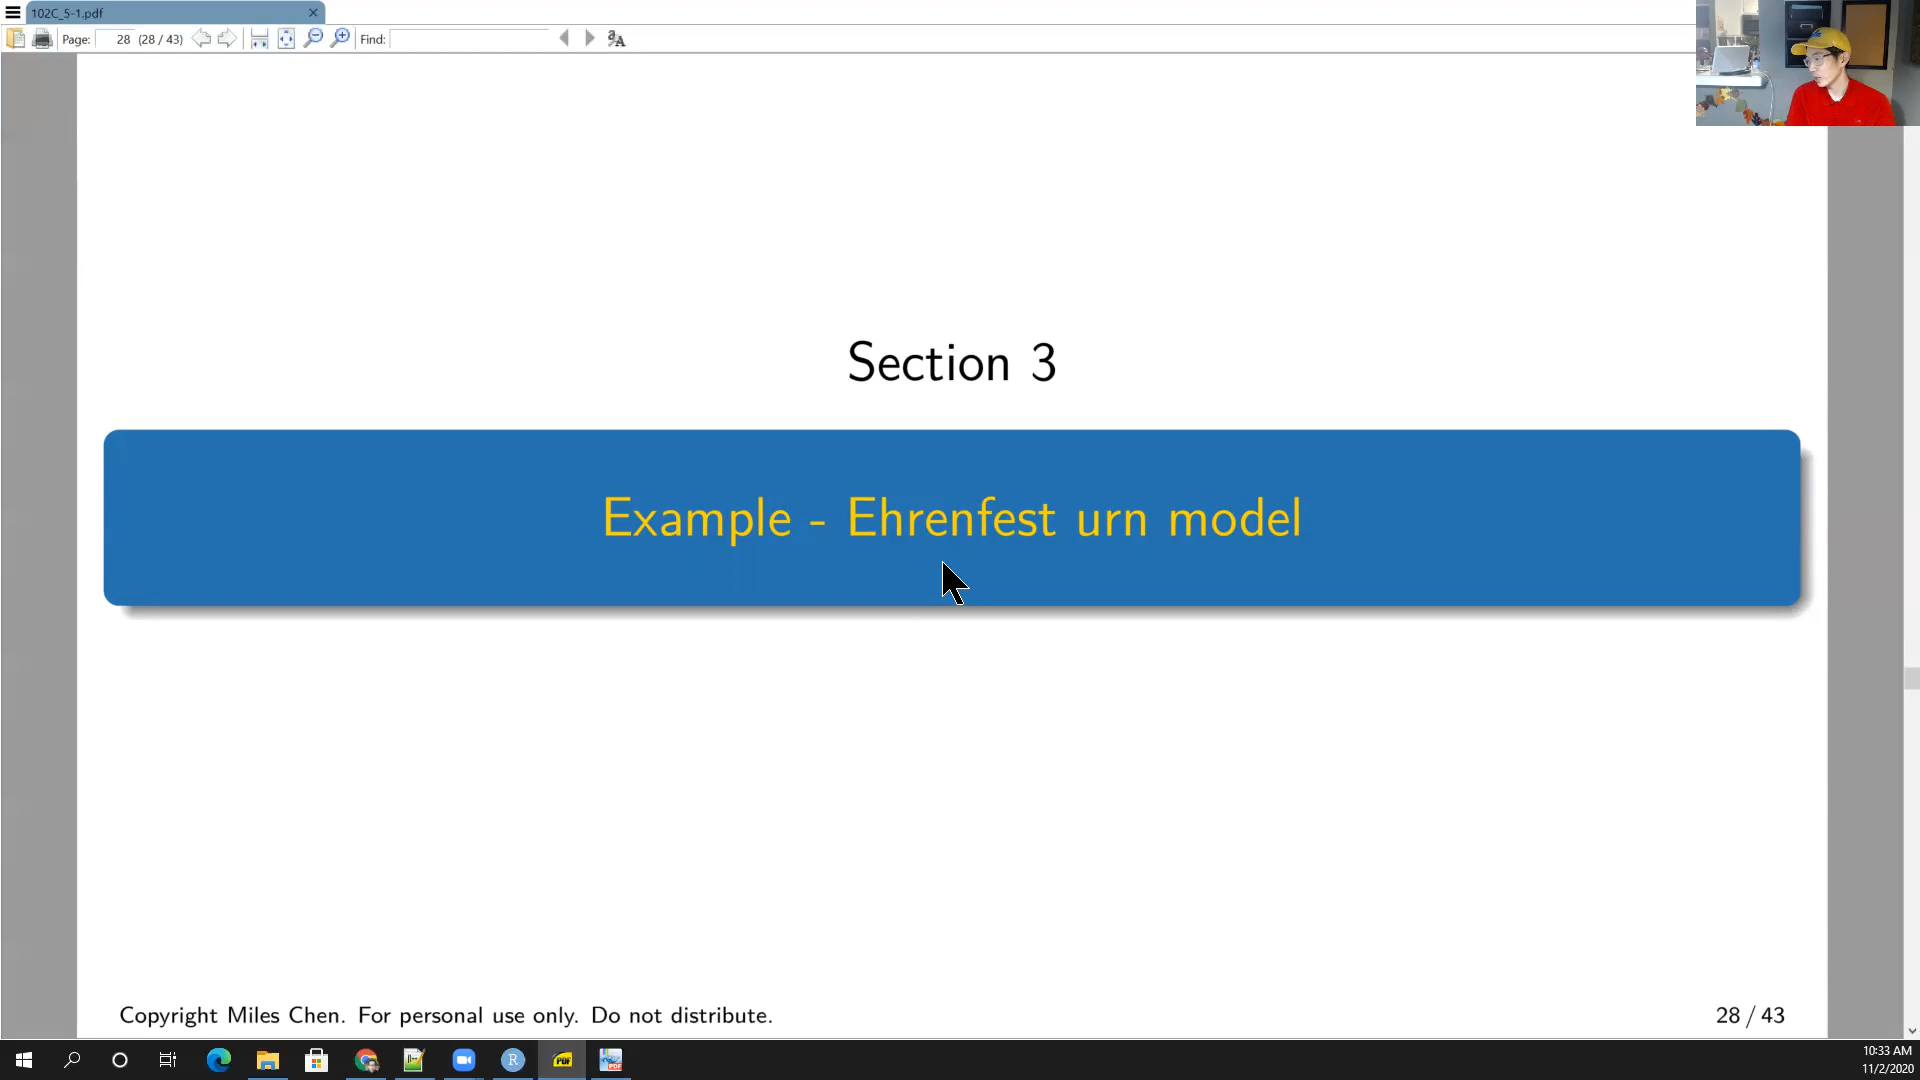 102C_5-1.pdf
Page: 28 (28 / 43) Find:
Section 3
Example - Ehrenfest urn model
Copyright Miles Chen. For personal use only. Do not distribute. 28 / 43
10:33 AM
11/2/2020